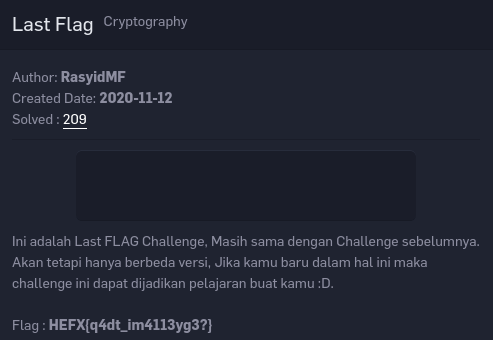 Last Flag Cryptography
Author: RasyidMF
Created Date: 2020-11-12
Solved : 209
Ini adalah Last FLAG Challenge, Masih sama dengan Challenge sebelumnya.
Akan tetapi hanya berbeda versi, Jika kamu baru dalam hal ini maka
challenge ini dapat dijadikan pelajaran buat kamu :D.
Flag : HEFX{q4dt_im4113yg3?}